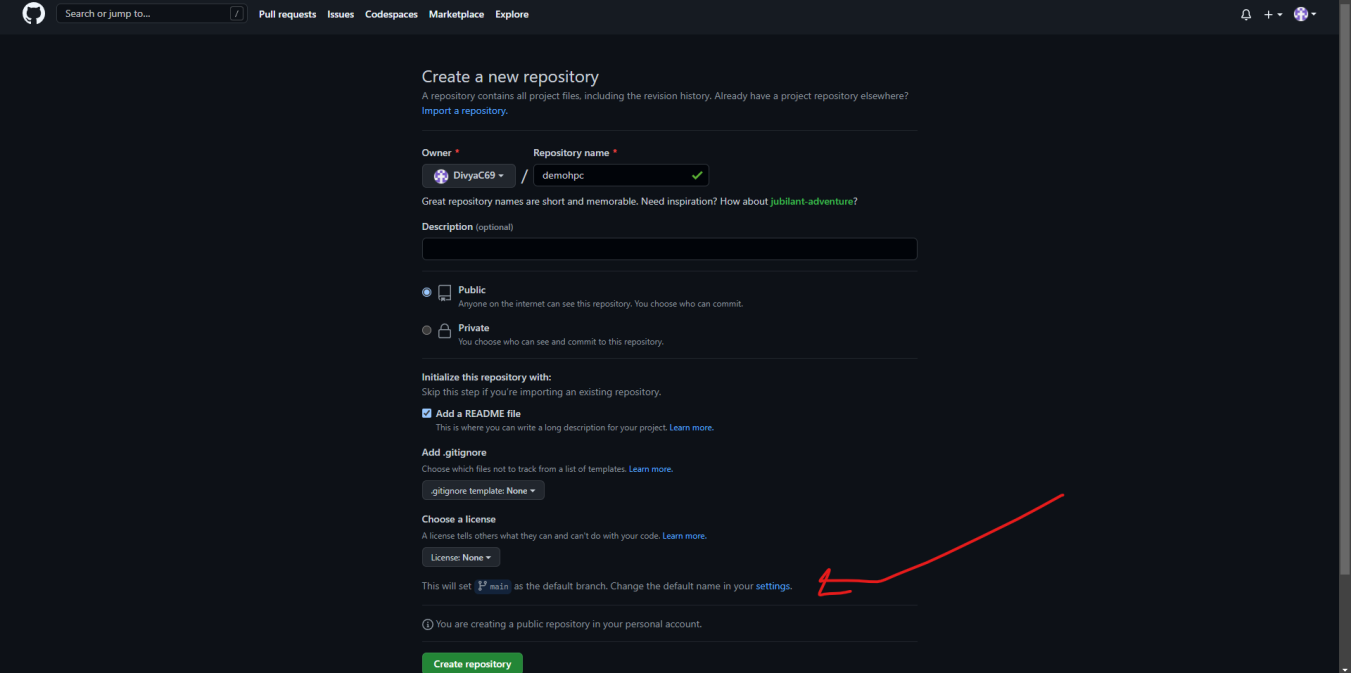 Search or jump to... /
Pull requests Issues Codespaces Marketplace Explore
Create a new repository
A repository contains all project files, including the revision history. Already have a project repository elsewhere?
Import a repository.
Owner * Repository name *
DivyaC69 / demohpc
Great repository names are short and memorable. Need inspiration? How about jubilant-adventure?
Description (optional)
Public
Anyone on the internet can see this repository. You choose who can commit.
Private
You choose who can see and commit to this repository.
Initialize this repository with:
Skip this step if you're importing an existing repository.
Add a README file
This is where you can write a long description for your project. Learn more.
Add .gitignore
Choose which files not to track from a list of templates. Learn more.
.gitignore template: None
Choose a license
A license tells others what they can and can't do with your code. Learn more.
License: None
This will set main as the default branch. Change the default name in your settings.
You are creating a public repository in your personal account.
Create repository